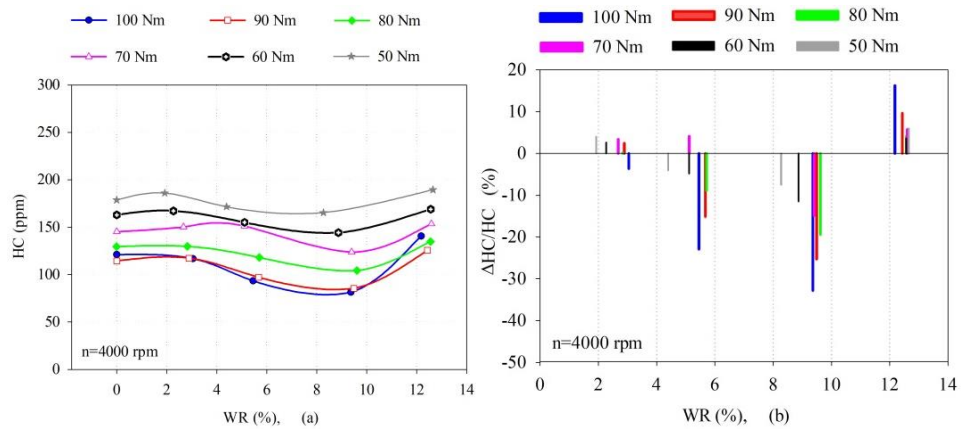 100 Nm 90 Nm 80 Nm
70 Nm 60 Nm 50 Nm
300
250
200
150
100
50
0
HC (ppm)
n=4000 rpm
0 2 4 6 8 10 12 14
WR (%), (a)
100 Nm 90 Nm 80 Nm
70 Nm 60 Nm 50 Nm
20
10
0
-10
-20
-30
-40
-50
ΔHC/HC (%)
n=4000 rpm
0 2 4 6 8 10 12 14
WR (%), (b)